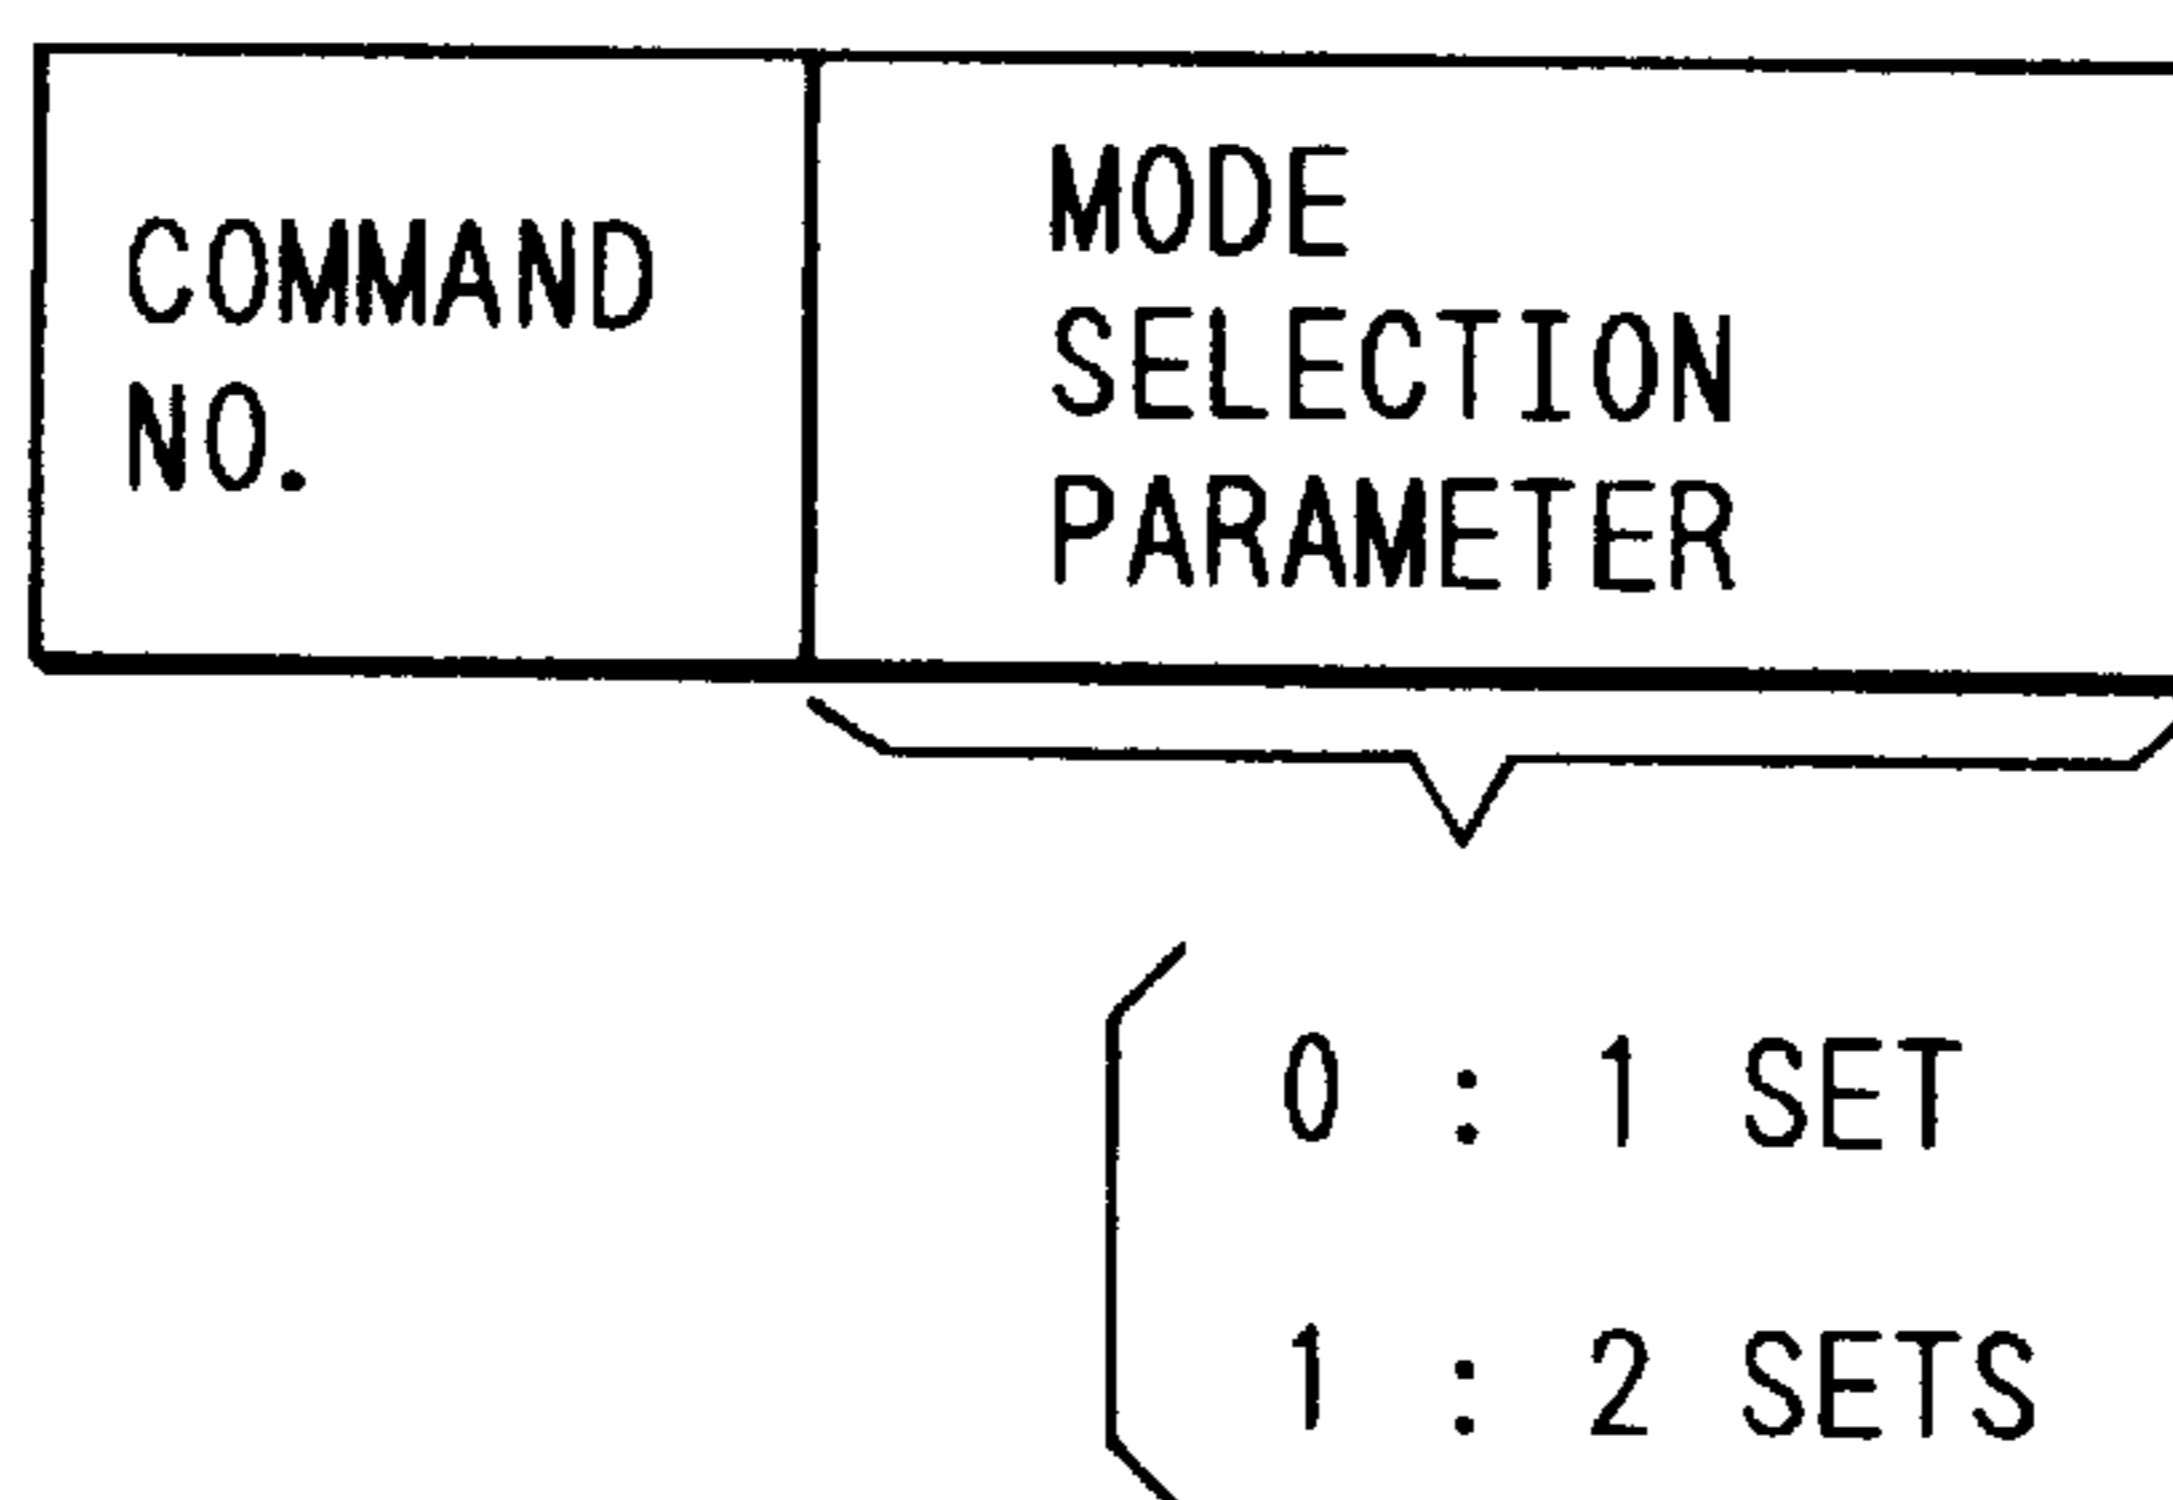 COMMAND
NO.
MODE
SELECTION
PARAMETER
0 : 1 SET
1 : 2 SETS